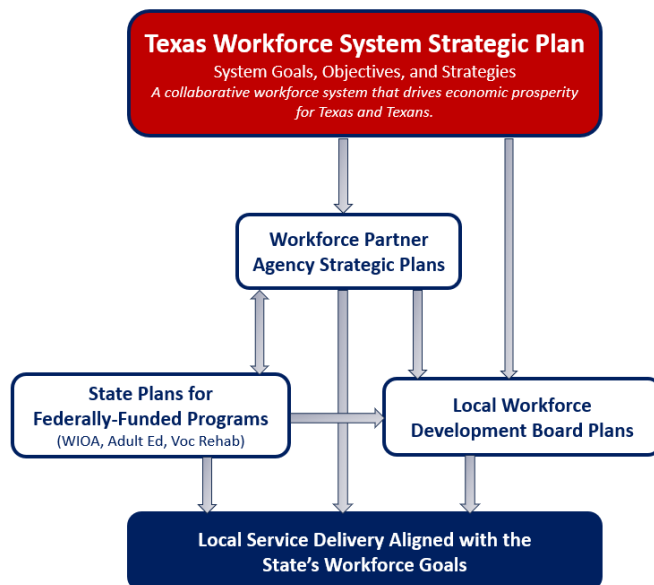 Texas Workforce System Strategic Plan
System Goals, Objectives, and Strategies
A collaborative workforce system that drives economic prosperity
for Texas and Texans.
Workforce Partner
Agency Strategic Plans
State Plans for
Federally-Funded Programs
(WIOA, Adult Ed, Voc Rehab)
Local Workforce
Development Board Plans
Local Service Delivery Aligned with the
State’s Workforce Goals